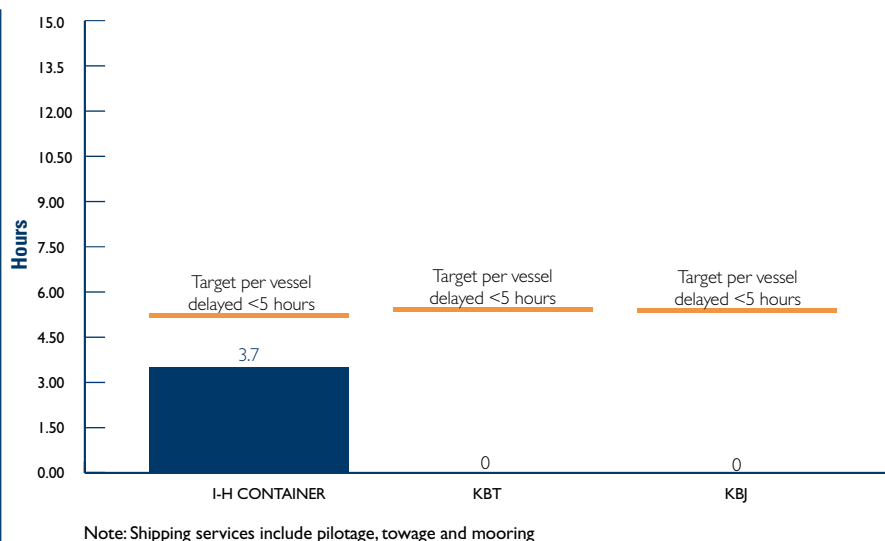 15.0
13.5
12.00
10.50
9.00
7.50
6.00
4.50
3.00
1.50
0.00
Hours
Target per vessel
delayed <5 hours
Target per vessel
delayed <5 hours
Target per vessel
delayed <5 hours
3.7
0
0
I-H CONTAINER
KBT
KBJ
Note: Shipping services include pilotage, towage and mooring